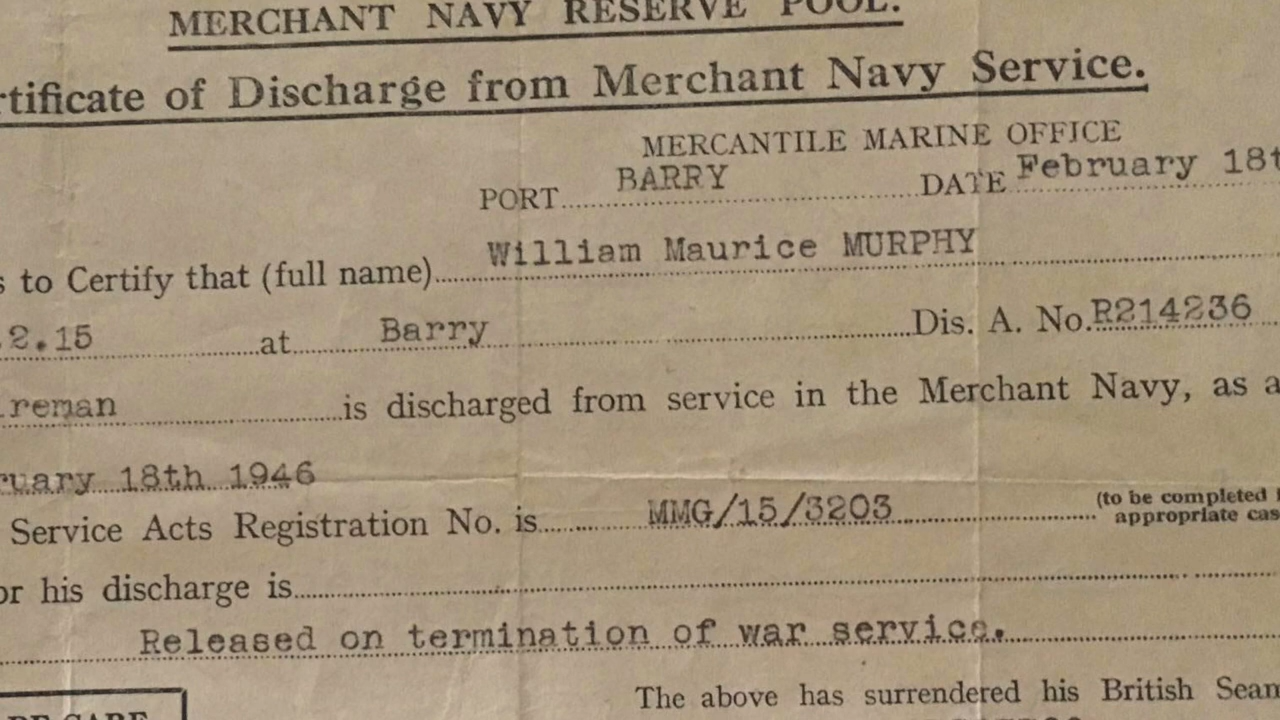 MERCHANT NAVY RESERVE POOL.
rtificate of Discharge from Merchant Navy Service.
MERCANTILE MARINE OFFICE
PORT BARRY DATE February 18t
s to Certify that (full name) William Maurice MURPHY
2.15 at Barry Dis. A. No. R214236
reman is discharged from service in the Merchant Navy, as a
ruary 18th 1946
Service Acts Registration No. is MMG/15/3203 (to be completed
appropriate cas
or his discharge is
Released on termination of war service.
The above has surrendered his British Seam